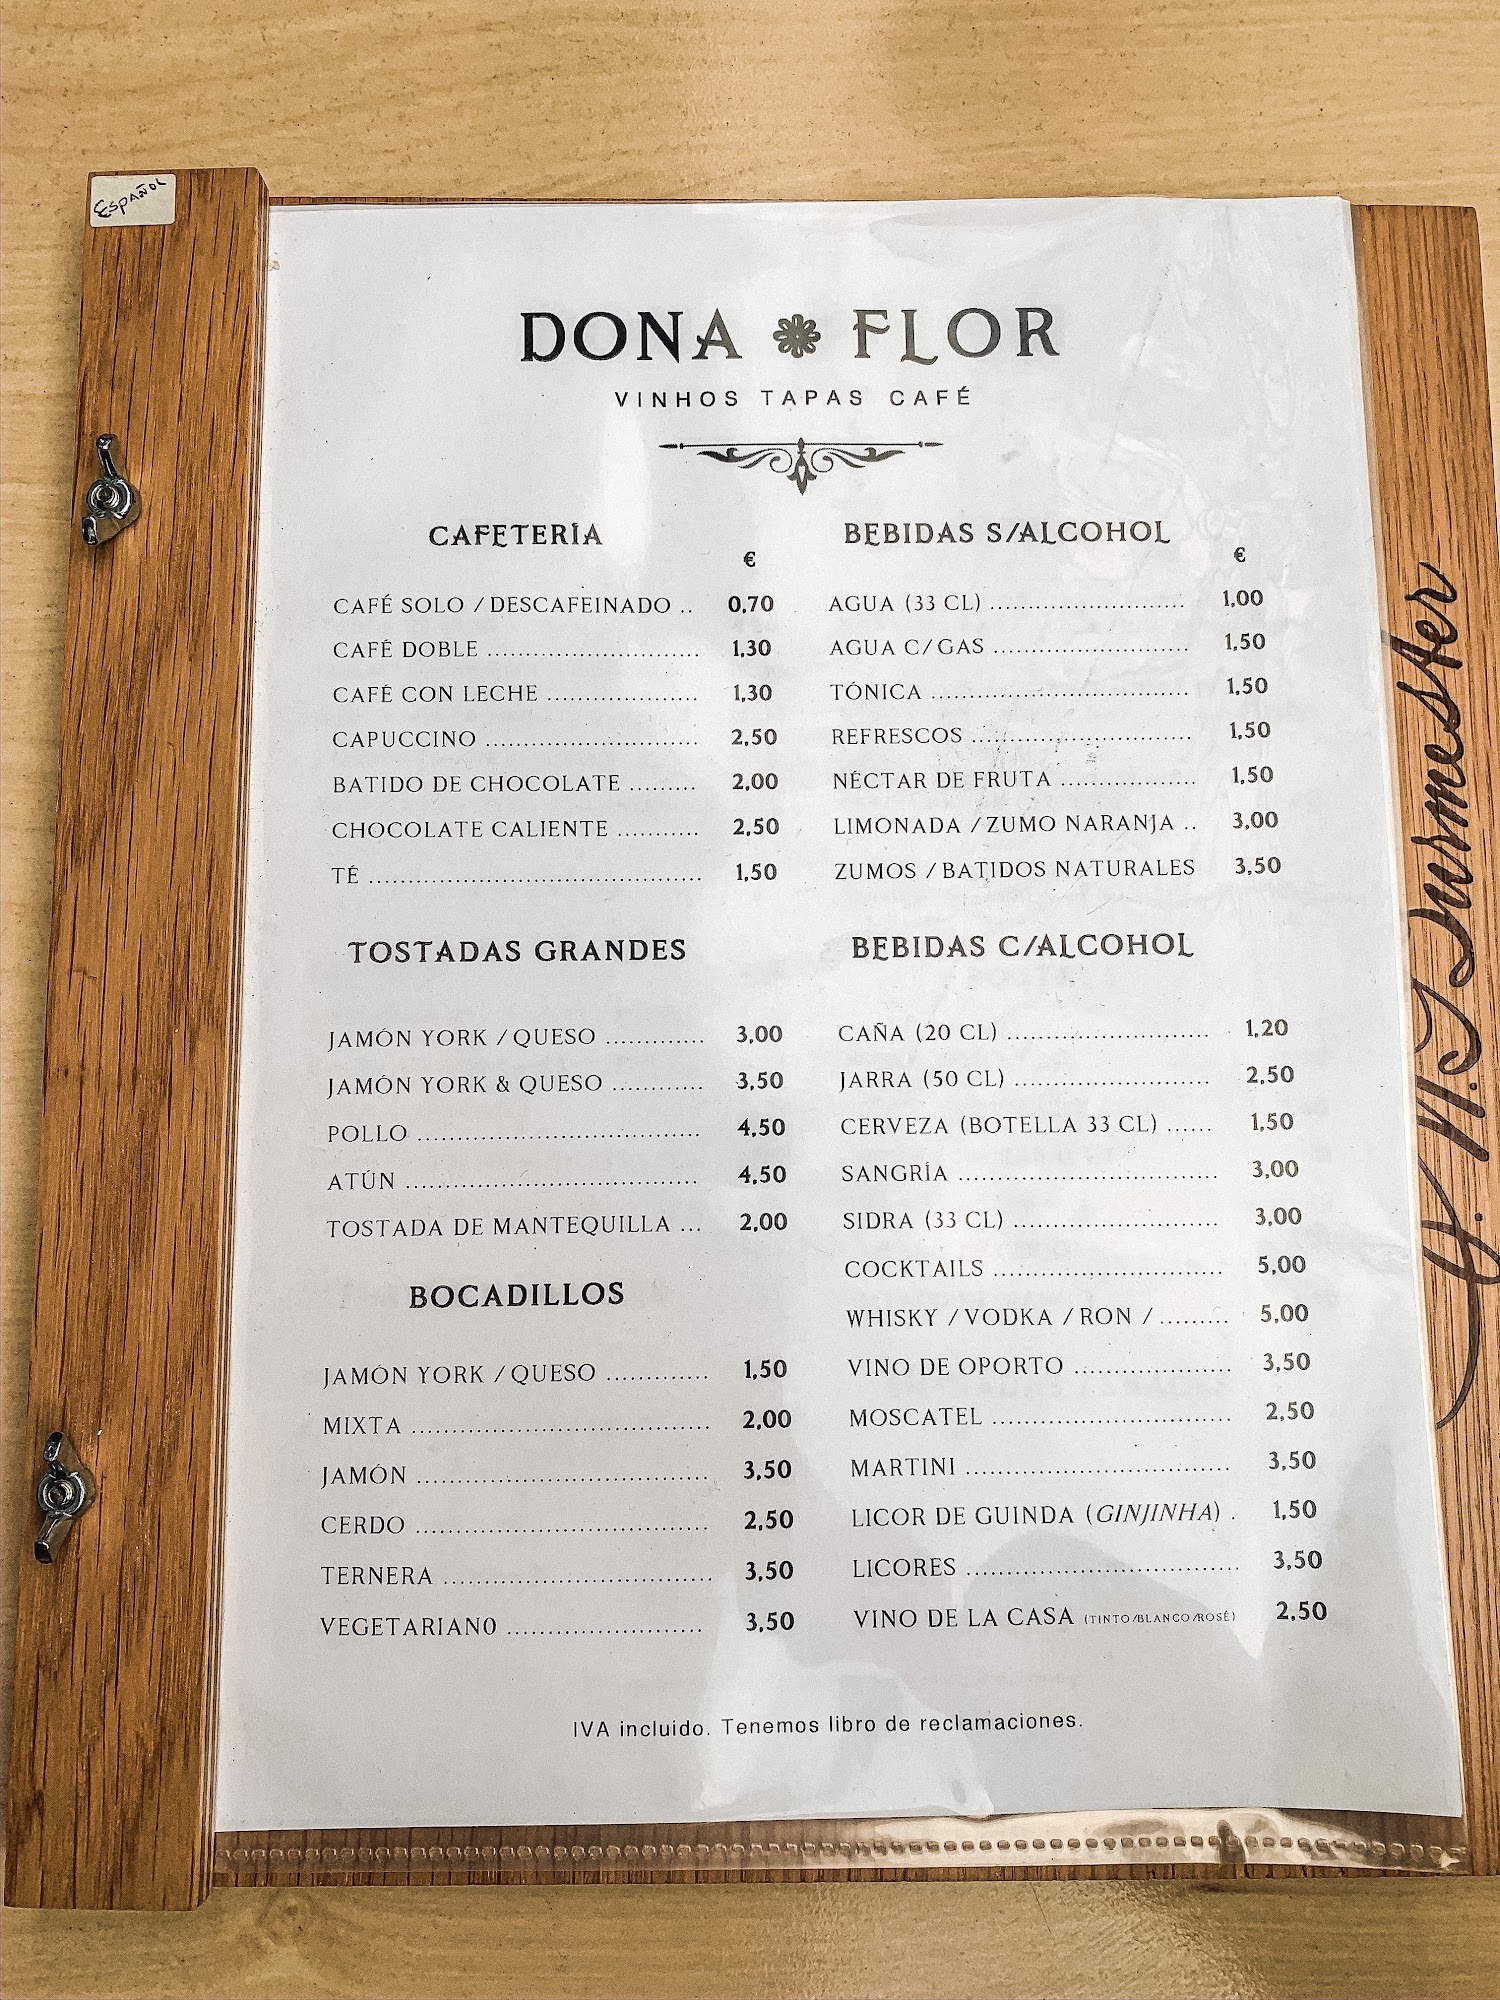 Español
DONA FLOR
VINHOS TAPAS CAFÉ
CAFETERÍA
€
CAFÉ SOLO / DESCAFEINADO .. 0,70
CAFÉ DOBLE ............................ 1,30
CAFÉ CON LECHE .................... 1,30
CAPUCCINO ............................ 2,50
BATIDO DE CHOCOLATE ......... 2,00
CHOCOLATE CALIENTE ........... 2,50
TÉ ............................................ 1,50
TOSTADAS GRANDES
JAMÓN YORK / QUESO ............. 3,00
JAMÓN YORK & QUESO ............ 3,50
POLLO ................................... 4,50
ATÚN .................................... 4,50
TOSTADA DE MANTEQUILLA ... 2,00
BOCADILLOS
JAMÓN YORK / QUESO ............. 1,50
MIXTA .................................... 2,00
JAMÓN .................................... 3,50
CERDO .................................... 2,50
TERNERA ................................. 3,50
VEGETARIANO ........................ 3,50
BEBIDAS S/ALCOHOL
€
AGUA (33 CL) .......................... 1,00
AGUA C/GAS .......................... 1,50
TÓNICA .................................. 1,50
REFRESCOS ............................ 1,50
NÉCTAR DE FRUTA ................. 1,50
LIMONADA / ZUMO NARANJA .. 3,00
ZUMOS / BATIDOS NATURALES 3,50
BEBIDAS C/ALCOHOL
CAÑA (20 CL) .......................... 1,20
JARRA (50 CL) ........................ 2,50
CERVEZA (BOTELLA 33 CL) ...... 1,50
SANGRÍA ................................ 3,00
SIDRA (33 CL) ......................... 3,00
COCKTAILS ............................ 5,00
WHISKY / VODKA / RON / ......... 5,00
VINO DE OPORTO .................... 3,50
MOSCATEL .............................. 2,50
MARTINI ................................. 3,50
LICOR DE GUINDA (GINJINHA) . 1,50
LICORES .................................. 3,50
VINO DE LA CASA (TINTO/BLANCO/ROSÉ) 2,50
IVA incluido. Tenemos libro de reclamaciones.